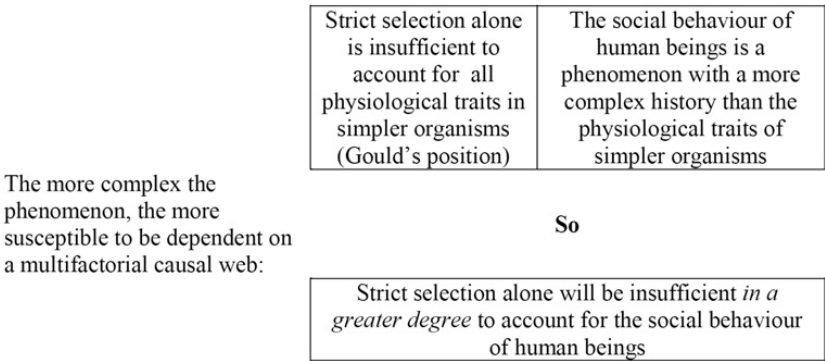 Strict selection alone
is insufficient to
account for all
physiological traits in
simpler organisms
(Gould's position)
The social behaviour of
human beings is a
phenomenon with a more
complex history than the
physiological traits of
simpler organisms
The more complex the
phenomenon, the more
susceptible to be dependent on
a multifactorial causal web:
So
Strict selection alone will be insufficient in a
greater degree to account for the social behaviour
of human beings